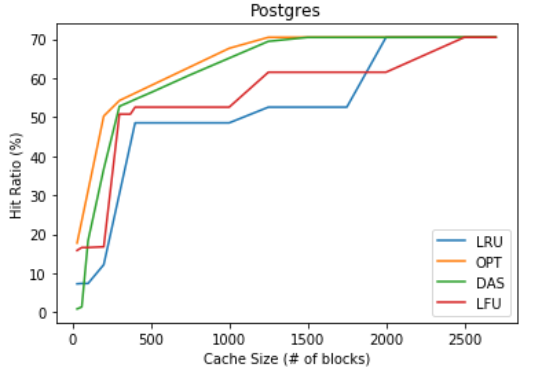 Postgres
Hit Ratio (%)
70
60
50
40
30
20
10
0
0 500 1000 1500 2000 2500
Cache Size (# of blocks)
LRU
OPT
DAS
LFU